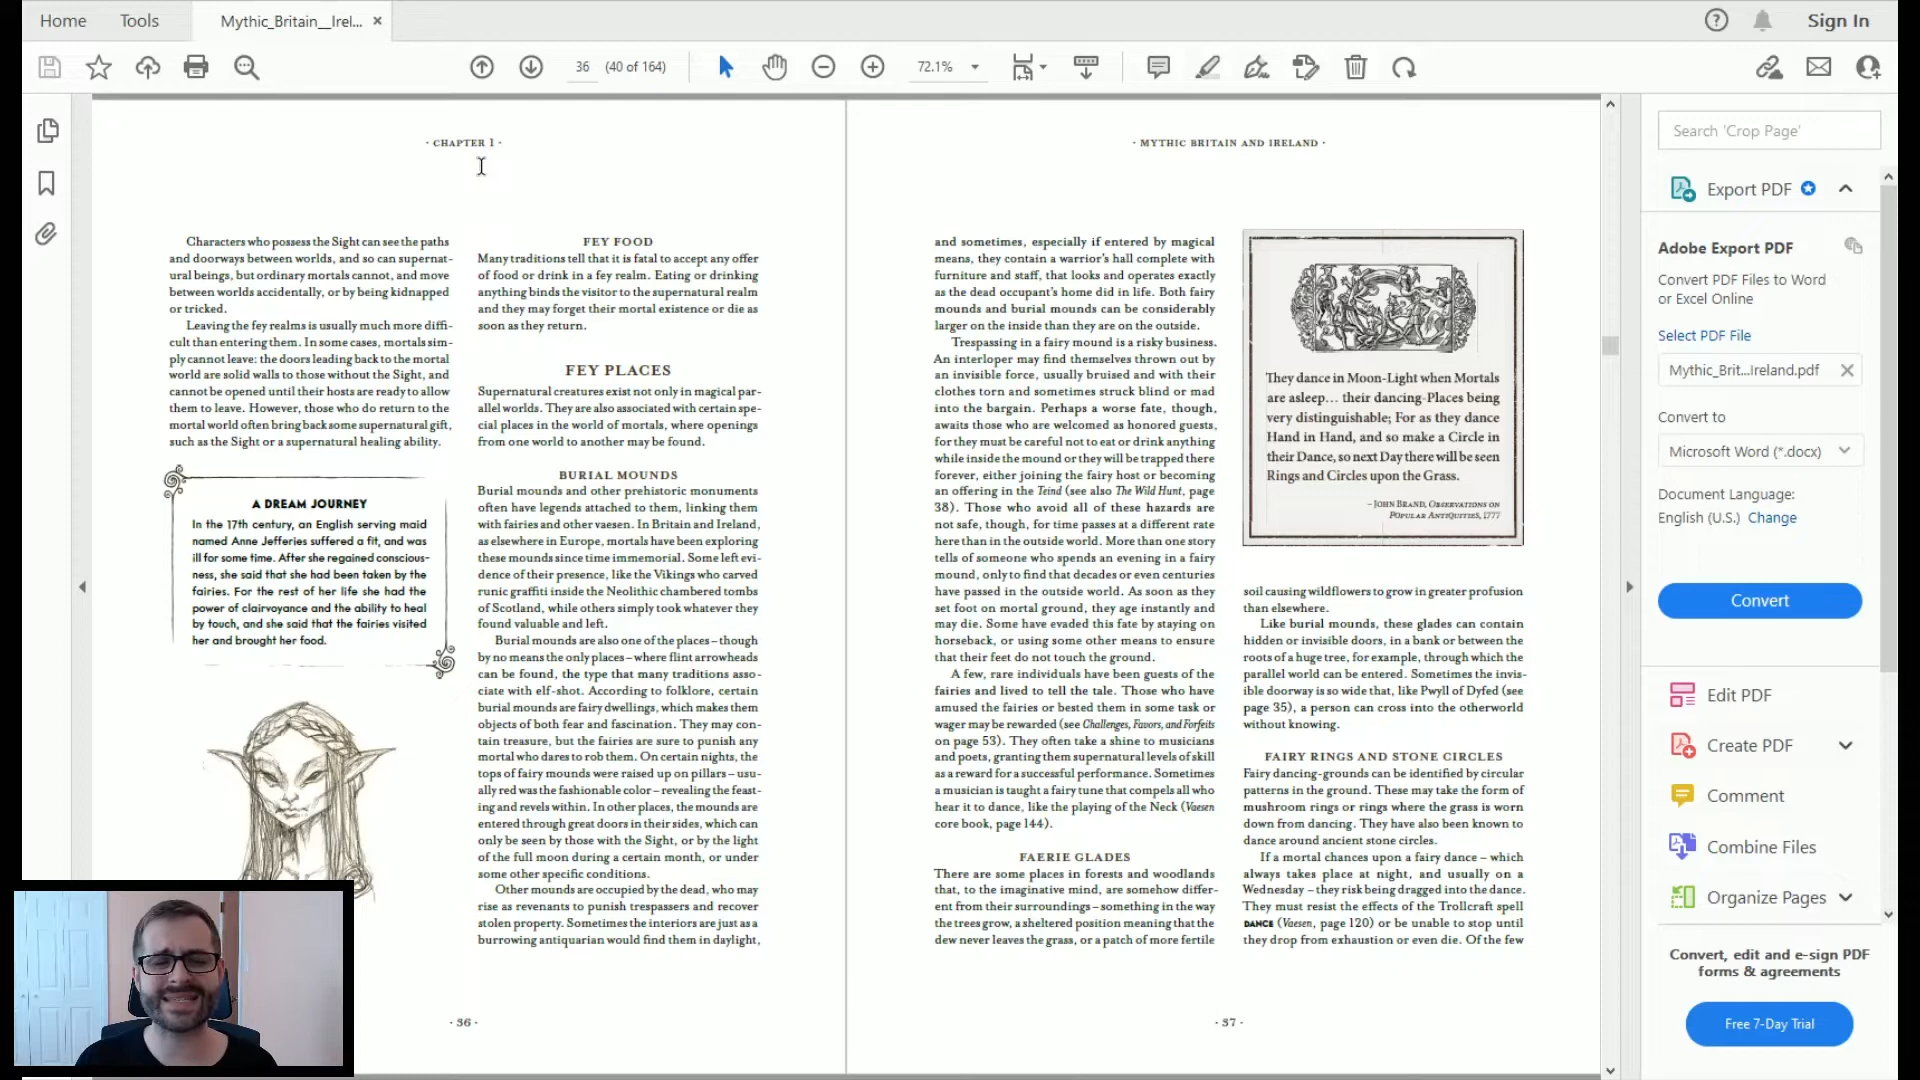 Home
Tools
Mythic_Britain__Irel...
Sign In
36
(40 of 164)
72.1%
· CHAPTER 1 ·
Characters who possess the Sight can see the paths
and doorways between worlds, and so can supernat-
ural beings, but ordinary mortals cannot, and move
between worlds accidentally, or by being kidnapped
or tricked.
Leaving the fey realms is usually much more diffi-
cult than entering them. In some cases, mortals sim-
ply cannot leave: the doors leading back to the mortal
world are solid walls to those without the Sight, and
cannot be opened until their hosts are ready to allow
them to leave. However, those who do return to the
mortal world often bring back some supernatural gift,
such as the Sight or a supernatural healing ability.
A DREAM JOURNEY
In the 17th century, an English serving maid
named Anne Jefferies suffered a fit, and was
ill for some time. After she regained conscious-
ness, she said that she had been taken by the
fairies. For the rest of her life she had the
power of clairvoyance and the ability to heal
by touch, and she said that the fairies visited
her and brought her food.
FEY FOOD
Many traditions tell that it is fatal to accept any offer
of food or drink in a fey realm. Eating or drinking
anything binds the visitor to the supernatural realm
and they may forget their mortal existence or die as
soon as they return.
FEY PLACES
Supernatural creatures exist not only in magical par-
allel worlds. They are also associated with certain spe-
cial places in the world of mortals, where openings
from one world to another may be found.
BURIAL MOUNDS
Burial mounds and other prehistoric monuments
often have legends attached to them, linking them
with fairies and other vaesen. In Britain and Ireland,
as elsewhere in Europe, mortals have been exploring
these mounds since time immemorial. Some left evi-
dence of their presence, like the Vikings who carved
runic graffiti inside the Neolithic chambered tombs
of Scotland, while others simply took whatever they
found valuable and left.
Burial mounds are also one of the places – though
by no means the only places – where flint arrowheads
can be found, the type that many traditions asso-
ciate with elf-shot. According to folklore, certain
burial mounds are fairy dwellings, which makes them
objects of both fear and fascination. They may con-
tain treasure, but the fairies are sure to punish any
mortal who dares to rob them. On certain nights, the
tops of fairy mounds were raised up on pillars – usu-
ally red was the fashionable color – revealing the feast-
ing and revels within. In other places, the mounds are
entered through great doors in their sides, which can
only be seen by those with the Sight, or by the light
of the full moon during a certain month, or under
some other specific conditions.
Other mounds are occupied by the dead, who may
rise as revenants to punish trespassers and recover
stolen property. Sometimes the interiors are just as a
burrowing antiquarian would find them in daylight,
· 36 ·
· MYTHIC BRITAIN AND IRELAND ·
and sometimes, especially if entered by magical
means, they contain a warrior's hall complete with
furniture and staff, that looks and operates exactly
as the dead occupant's home did in life. Both fairy
mounds and burial mounds can be considerably
larger on the inside than they are on the outside.
Trespassing in a fairy mound is a risky business.
An interloper may find themselves thrown out by
an invisible force, usually bruised and with their
clothes torn and sometimes struck blind or mad
into the bargain. Perhaps a worse fate, though,
awaits those who are welcomed as honored guests,
for they must be careful not to eat or drink anything
while inside the mound or they will be trapped there
forever, either joining the fairy host or becoming
an offering in the Teind (see also The Wild Hunt, page
38). Those who avoid all of these hazards are
not safe, though, for time passes at a different rate
here than in the outside world. More than one story
tells of someone who spends an evening in a fairy
mound, only to find that decades or even centuries
have passed in the outside world. As soon as they
set foot on mortal ground, they age instantly and
may die. Some have evaded this fate by staying on
horseback, or using some other means to ensure
that their feet do not touch the ground.
A few, rare individuals have been guests of the
fairies and lived to tell the tale. Those who have
amused the fairies or bested them in some task or
wager may be rewarded (see Challenges, Favors, and Forfeits
on page 53). They often take a shine to musicians
and poets, granting them supernatural levels of skill
as a reward for a successful performance. Sometimes
a musician is taught a fairy tune that compels all who
hear it to dance, like the playing of the Neck (Vaesen
core book, page 144).
FAERIE GLADES
There are some places in forests and woodlands
that, to the imaginative mind, are somehow differ-
ent from their surroundings – something in the way
the trees grow, a sheltered position meaning that the
dew never leaves the grass, or a patch of more fertile
They dance in Moon-Light when Mortals
are asleep… their dancing-Places being
very distinguishable; For as they dance
Hand in Hand, and so make a Circle in
their Dance, so next Day there will be seen
Rings and Circles upon the Grass.
– JOHN BRAND, OBSERVATIONS ON
POPULAR ANTIQUITIES, 1777
soil causing wildflowers to grow in greater profusion
than elsewhere.
Like burial mounds, these glades can contain
hidden or invisible doors, in a bank or between the
roots of a huge tree, for example, through which the
parallel world can be entered. Sometimes the invis-
ible doorway is so wide that, like Pwyll of Dyfed (see
page 35), a person can cross into the otherworld
without knowing.
FAIRY RINGS AND STONE CIRCLES
Fairy dancing-grounds can be identified by circular
patterns in the ground. These may take the form of
mushroom rings or rings where the grass is worn
down from dancing. They have also been known to
dance around ancient stone circles.
If a mortal chances upon a fairy dance – which
always takes place at night, and usually on a
Wednesday – they risk being dragged into the dance.
They must resist the effects of the Trollcraft spell
DANCE (Vaesen, page 120) or be unable to stop until
they drop from exhaustion or even die. Of the few
· 37 ·
Search 'Crop Page'
Export PDF
Adobe Export PDF
Convert PDF Files to Word
or Excel Online
Select PDF File
Mythic_Brit...Ireland.pdf
Convert to
Microsoft Word (*.docx)
Document Language:
English (U.S.) Change
Convert
Edit PDF
Create PDF
Comment
Combine Files
Organize Pages
Convert, edit and e-sign PDF
forms & agreements
Free 7-Day Trial